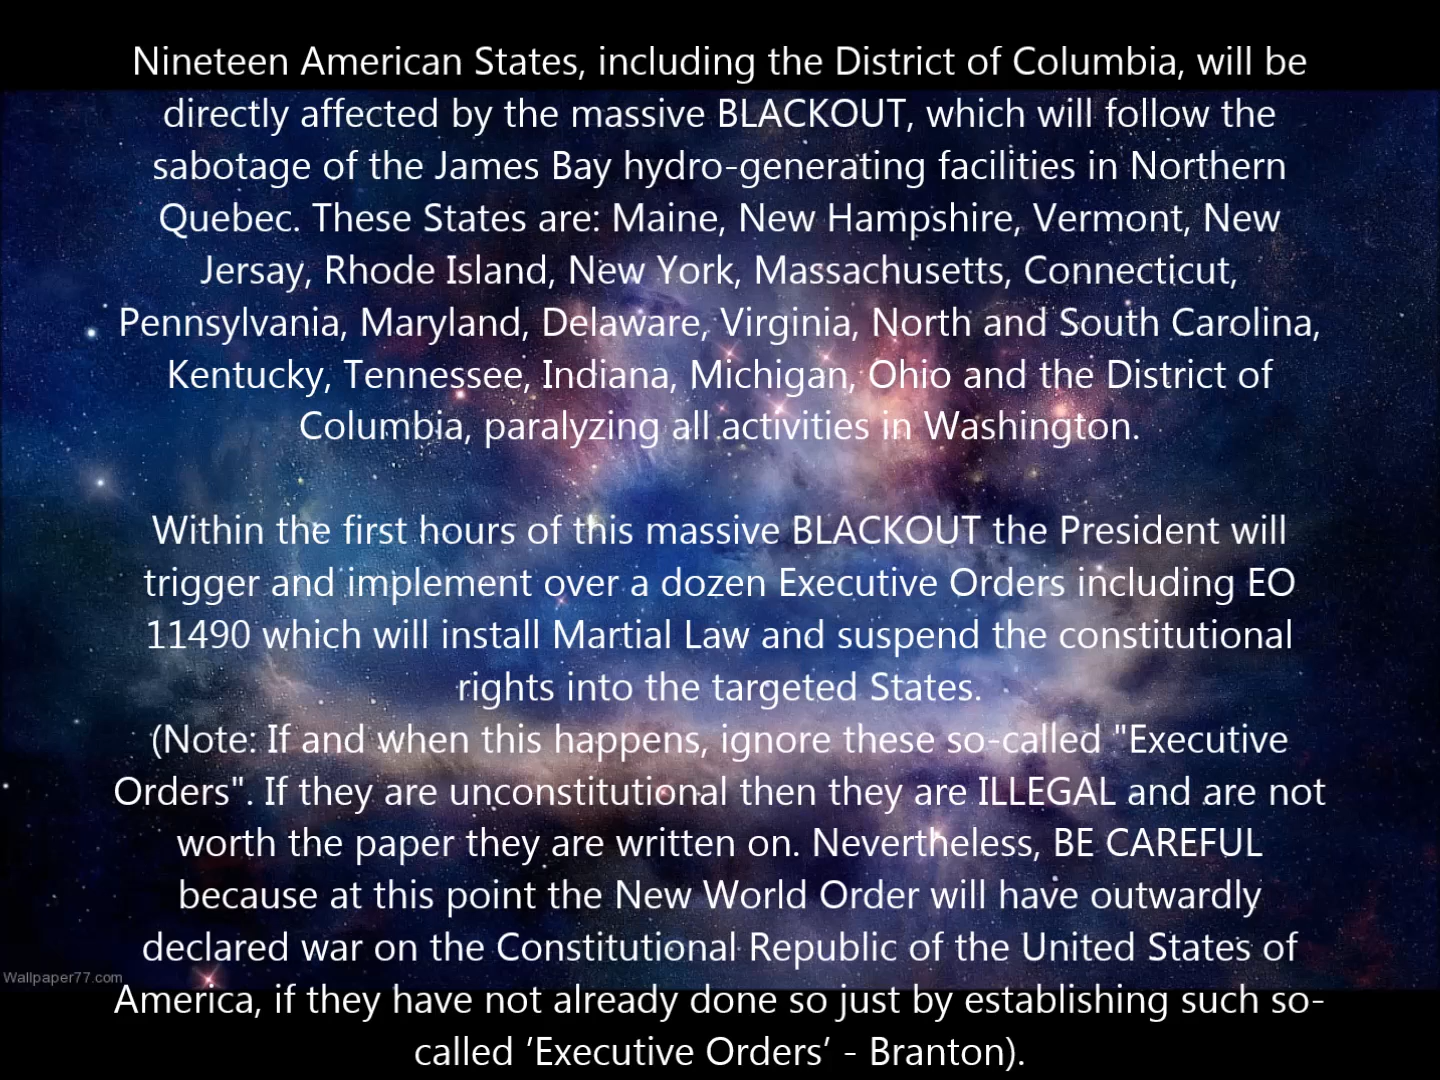 Nineteen American States, including the District of Columbia, will be
directly affected by the massive BLACKOUT, which will follow the
sabotage of the James Bay hydro-generating facilities in Northern
Quebec. These States are: Maine, New Hampshire, Vermont, New
Jersay, Rhode Island, New York, Massachusetts, Connecticut,
Pennsylvania, Maryland, Delaware, Virginia, North and South Carolina,
Kentucky, Tennessee, Indiana, Michigan, Ohio and the District of
Columbia, paralyzing all activities in Washington.
Within the first hours of this massive BLACKOUT the President will
trigger and implement over a dozen Executive Orders including EO
11490 which will install Martial Law and suspend the constitutional
rights into the targeted States.
(Note: If and when this happens, ignore these so-called "Executive
Orders". If they are unconstitutional then they are ILLEGAL and are not
worth the paper they are written on. Nevertheless, BE CAREFUL
because at this point the New World Order will have outwardly
declared war on the Constitutional Republic of the United States of
Wallpaper77.com
America, if they have not already done so just by establishing such so-
called ’Executive Orders’ - Branton).